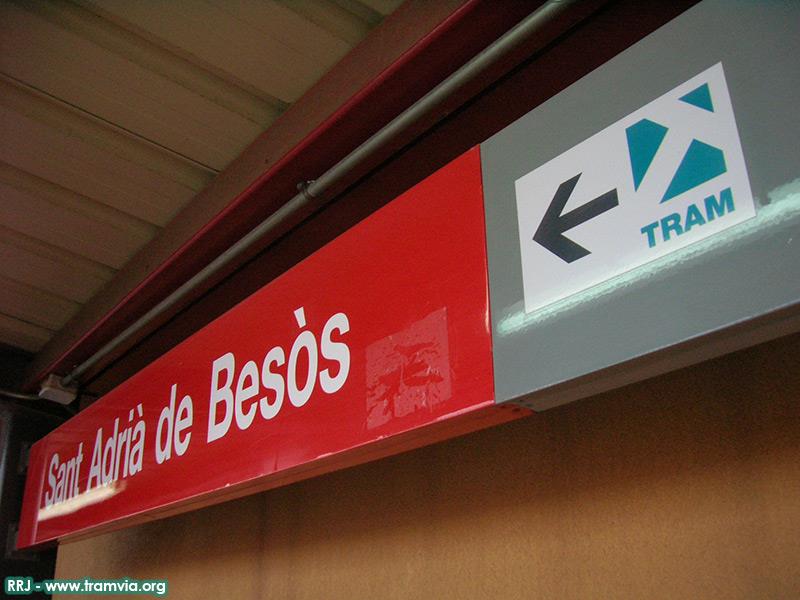 Sant Adrià de Besòs
TRAM
RRJ - www.tramvia.org